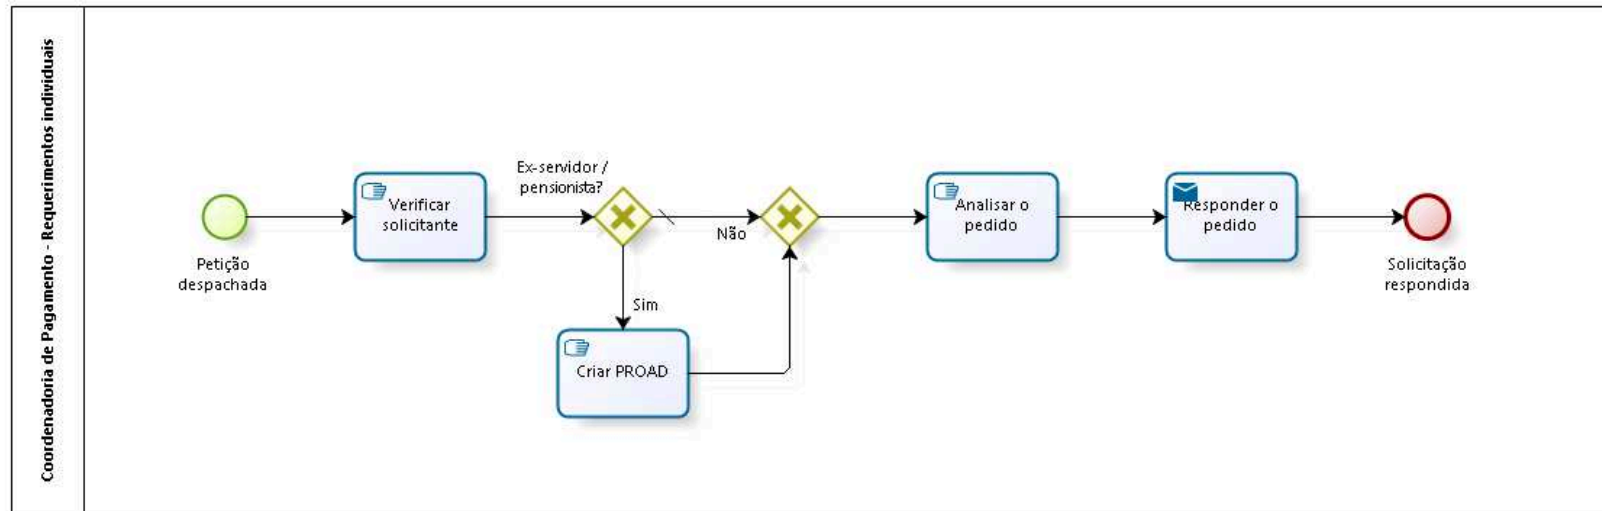 Coordenadoria de Pagamento - Requerimentos individuais
Petição
despachada
Verificar
solicitante
Ex-servidor /
pensionista?
Não
Sim
Criar PROAD
Analisar o
pedido
Responder o
pedido
Solicitação
respondida